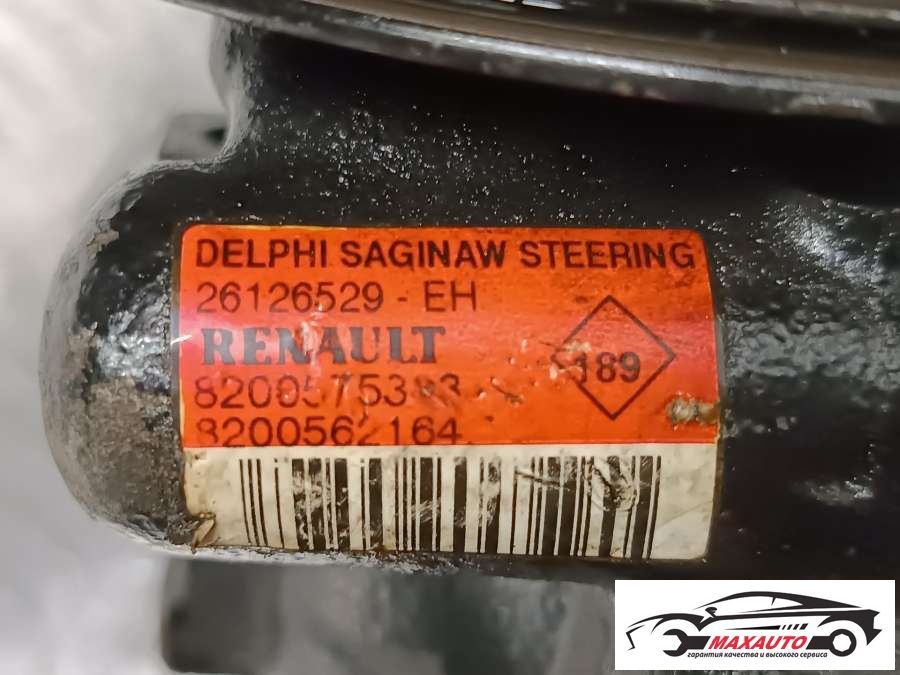 DELPHI SAGINAW STEERING
26126529 - EH
RENAULT
189
8200562164
MAXAUTO
гарантия качества и высокого сервиса